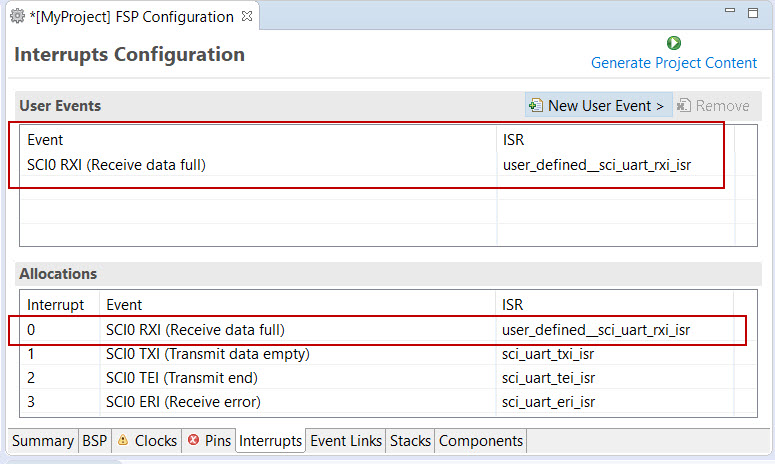 *[MyProject] FSP Configuration
Interrupts Configuration
Generate Project Content
User Events
New User Event >
Remove
Event ISR
SCI0 RXI (Receive data full) user_defined__sci_uart_rxi_isr
Allocations
Interrupt Event ISR
0 SCI0 RXI (Receive data full) user_defined__sci_uart_rxi_isr
1 SCI0 TXI (Transmit data empty) sci_uart_txi_isr
2 SCI0 TEI (Transmit end) sci_uart_tei_isr
3 SCI0 ERI (Receive error) sci_uart_eri_isr
Summary BSP Clocks Pins Interrupts Event Links Stacks Components